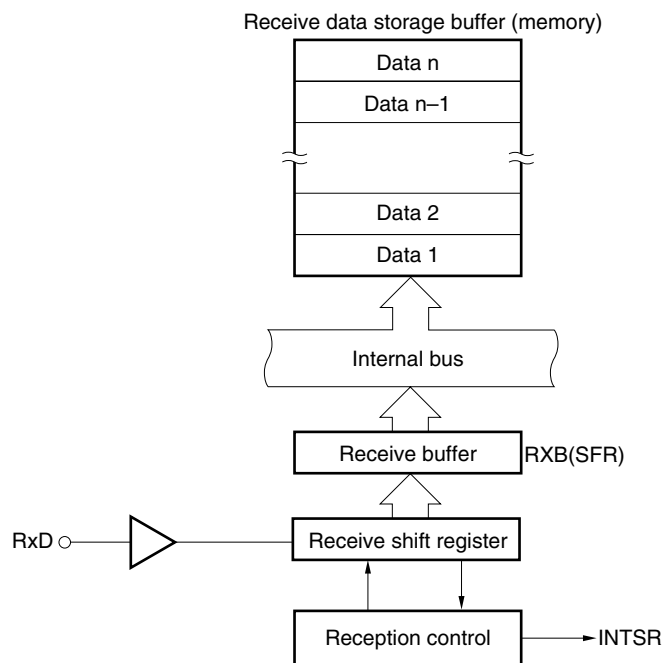 Receive data storage buffer (memory)
Data n
Data n–1
Data 2
Data 1
Internal bus
Receive buffer
RXB(SFR)
RxD
Receive shift register
Reception control
INTSR